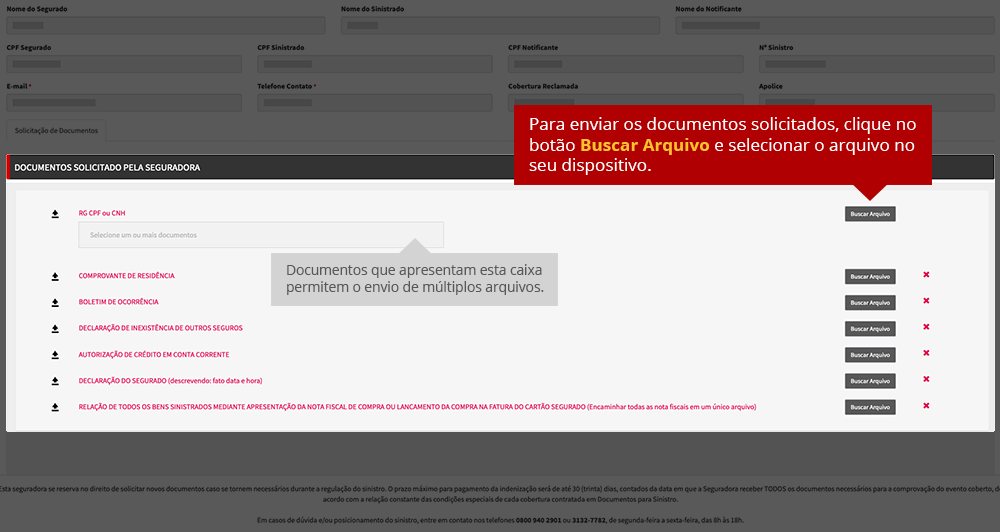 Nome do Segurado Nome do Sinistrado Nome do Notificante
CPF Segurado CPF Sinistrado CPF Notificante Nº Sinistro
E-mail * Telefone Contato * Cobertura Reclamada Apolice
Solicitação de Documentos
Para enviar os documentos solicitados, clique no
botão Buscar Arquivo e selecionar o arquivo no
seu dispositivo.
DOCUMENTOS SOLICITADO PELA SEGURADORA
RG CPF ou CNH Buscar Arquivo
Selecione um ou mais documentos
Documentos que apresentam esta caixa
permitem o envio de múltiplos arquivos.
COMPROVANTE DE RESIDÊNCIA Buscar Arquivo
BOLETIM DE OCORRÊNCIA Buscar Arquivo
DECLARAÇÃO DE INEXISTÊNCIA DE OUTROS SEGUROS Buscar Arquivo
AUTORIZAÇÃO DE CRÉDITO EM CONTA CORRENTE Buscar Arquivo
DECLARAÇÃO DO SEGURADO (descrevendo: fato data e hora) Buscar Arquivo
RELAÇÃO DE TODOS OS BENS SINISTRADOS MEDIANTE APRESENTAÇÃO DA NOTA FISCAL DE COMPRA OU LANCAMENTO DA COMPRA NA FATURA DO CARTÃO SEGURADO (Encaminhar todas as nota fiscais em um único arquivo) Buscar Arquivo
Esta seguradora se reserva no direito de solicitar novos documentos caso se tornem necessários durante a regulação do sinistro. O prazo máximo para pagamento da indenização será de até 30 (trinta) dias, contados da data em que a Seguradora receber TODOS os documentos necessários para a comprovação do evento coberto, d
acordo com a relação constante das condições especiais de cada cobertura contratada em Documentos para Sinistro.
Em casos de dúvida e/ou posicionamento do sinistro, entre em contato nos telefones 0800 940 2901 ou 3132-7782, de segunda-feira a sexta-feira, das 8h às 18h.